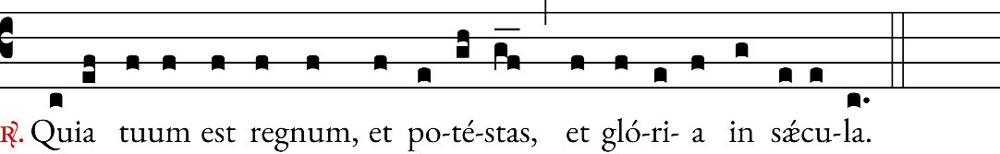 ℟. Quia tuum est regnum, et po-té-stas, et gló-ri- a in sǽcu-la.